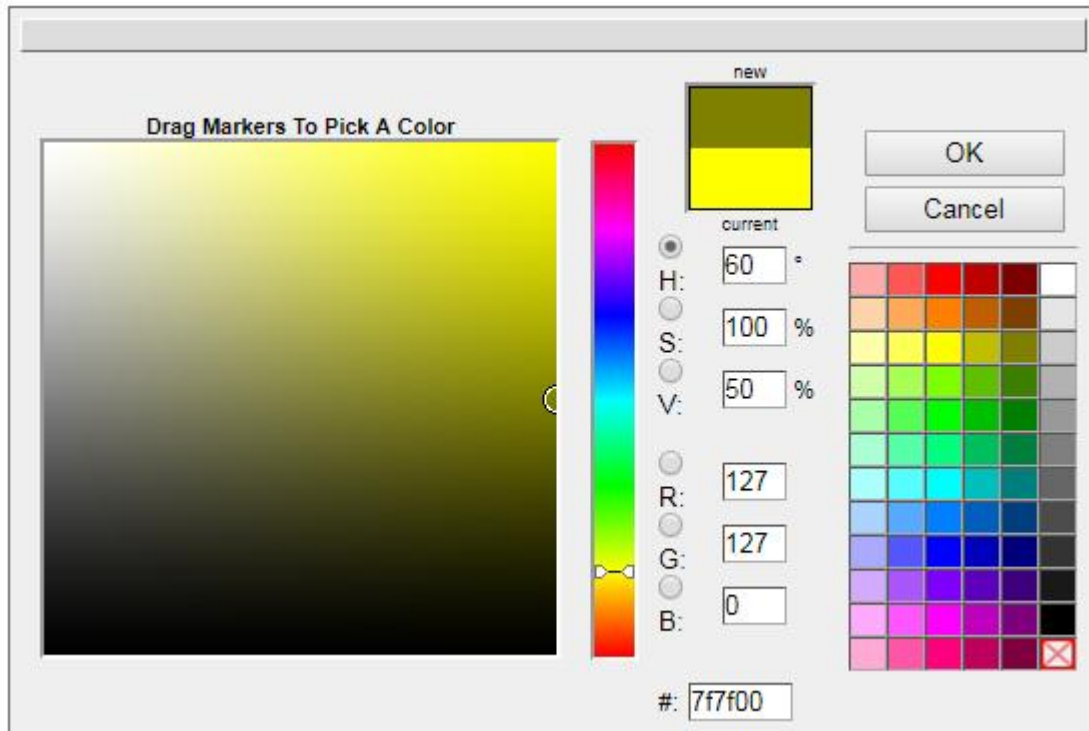 new
Drag Markers To Pick A Color
OK
Cancel
current
H: 60 °
S: 100 %
V: 50 %
R: 127
G: 127
B: 0
#: 7f7f00